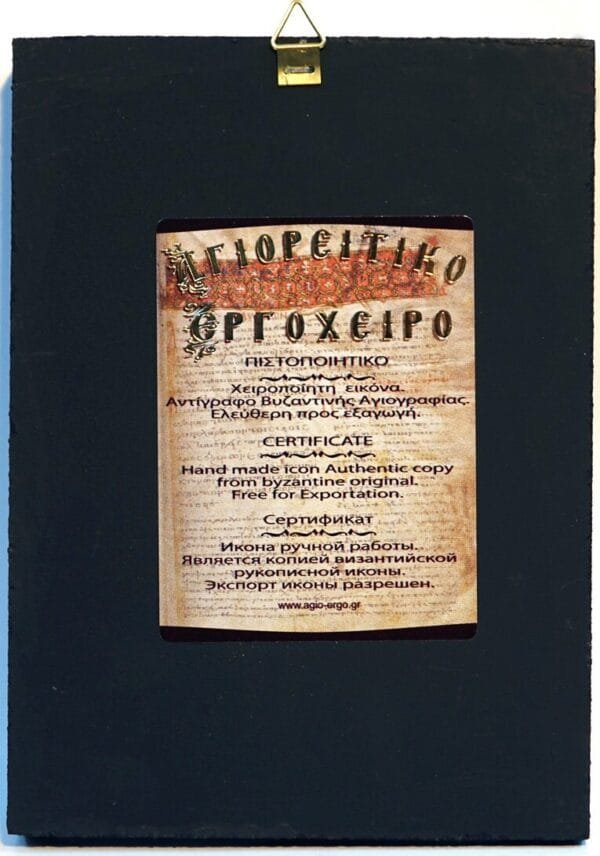 ΑΓΙΟΡΕΙΤΙΚΟ
ΕΡΓΟΧΕΙΡΟ
ΠΙΣΤΟΠΟΙΗΤΙΚΟ
Χειροποίητη εικόνα.
Αντίγραφο Βυζαντινής Αγιογραφίας.
Ελεύθερη προς εξαγωγή.
CERTIFICATE
Hand made icon Authentic copy
from byzantine original.
Free for Exportation.
Сертификат
Икона ручной работы.
Является копией византийской
рукописной иконы.
Экспорт иконы разрешен.
www.agio-ergo.gr